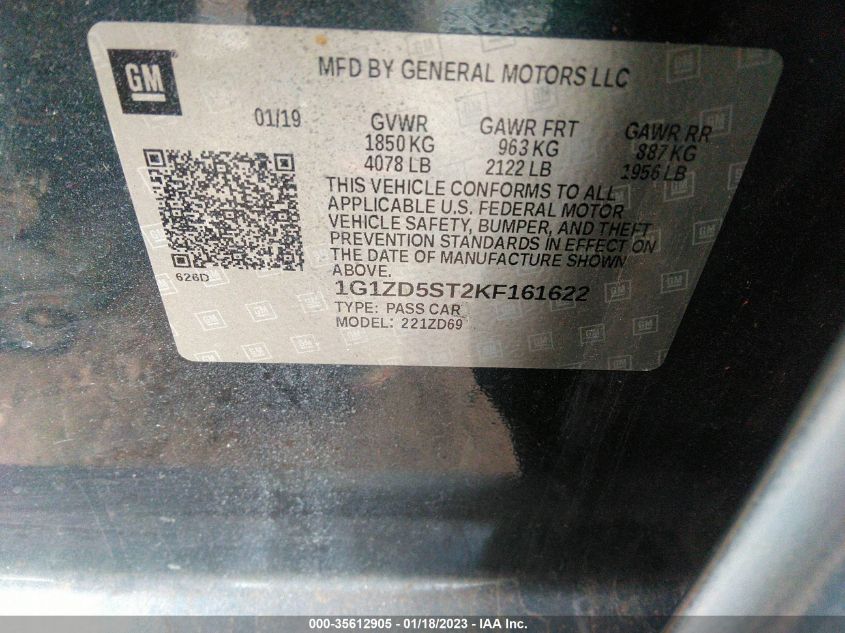 GM
MFD BY GENERAL MOTORS LLC
01/19 GVWR GAWR FRT GAWR RR
1850 KG 963 KG 887 KG
4078 LB 2122 LB 1956 LB
THIS VEHICLE CONFORMS TO ALL
APPLICABLE U.S. FEDERAL MOTOR
VEHICLE SAFETY, BUMPER, AND THEFT
PREVENTION STANDARDS IN EFFECT ON
THE DATE OF MANUFACTURE SHOWN
ABOVE.
626D
1G1ZD5ST2KF161622
TYPE: PASS CAR
MODEL: 221ZD69
000-35612905 - 01/18/2023 - IAA Inc.